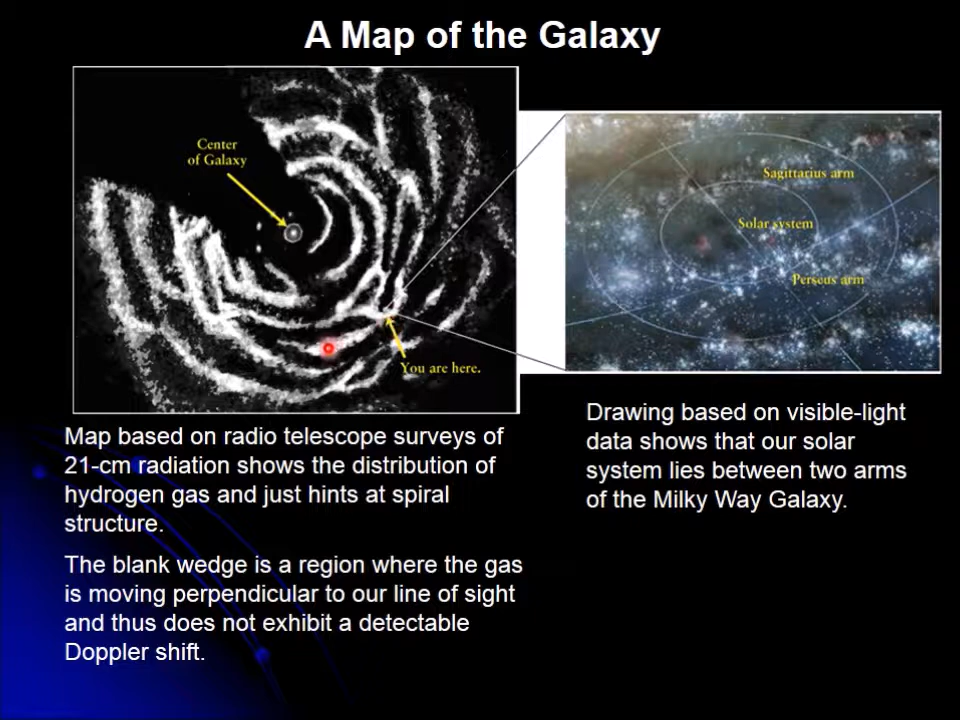 A Map of the Galaxy
Center
of Galaxy
You are here.
Sagittarius arm
Solar system
Perseus arm
Map based on radio telescope surveys of
21-cm radiation shows the distribution of
hydrogen gas and just hints at spiral
structure.
The blank wedge is a region where the gas
is moving perpendicular to our line of sight
and thus does not exhibit a detectable
Doppler shift.
Drawing based on visible-light
data shows that our solar
system lies between two arms
of the Milky Way Galaxy.